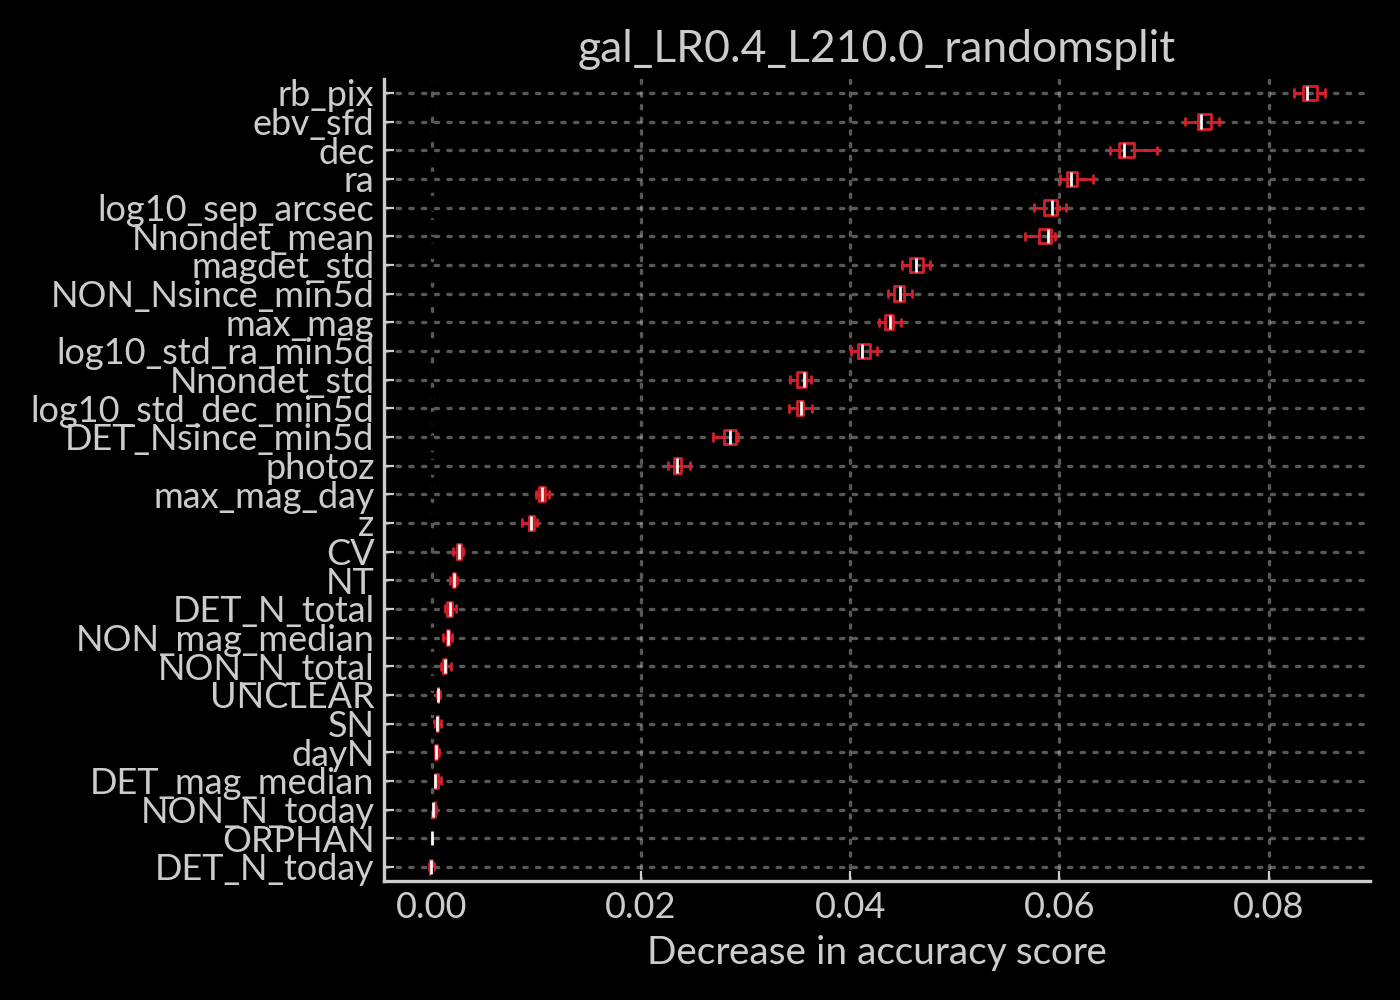 gal_LR0.4_L210.0_randomsplit
rb_pix
ebv_sfd
dec
ra
log10_sep_arcsec
Nnondet_mean
magdet_std
NON_Nsince_min5d
max_mag
log10_std_ra_min5d
Nnondet_std
log10_std_dec_min5d
DET_Nsince_min5d
photoz
max_mag_day
z
CV
NT
DET_N_total
NON_mag_median
NON_N_total
UNCLEAR
SN
dayN
DET_mag_median
NON_N_today
ORPHAN
DET_N_today
0.00 0.02 0.04 0.06 0.08
Decrease in accuracy score